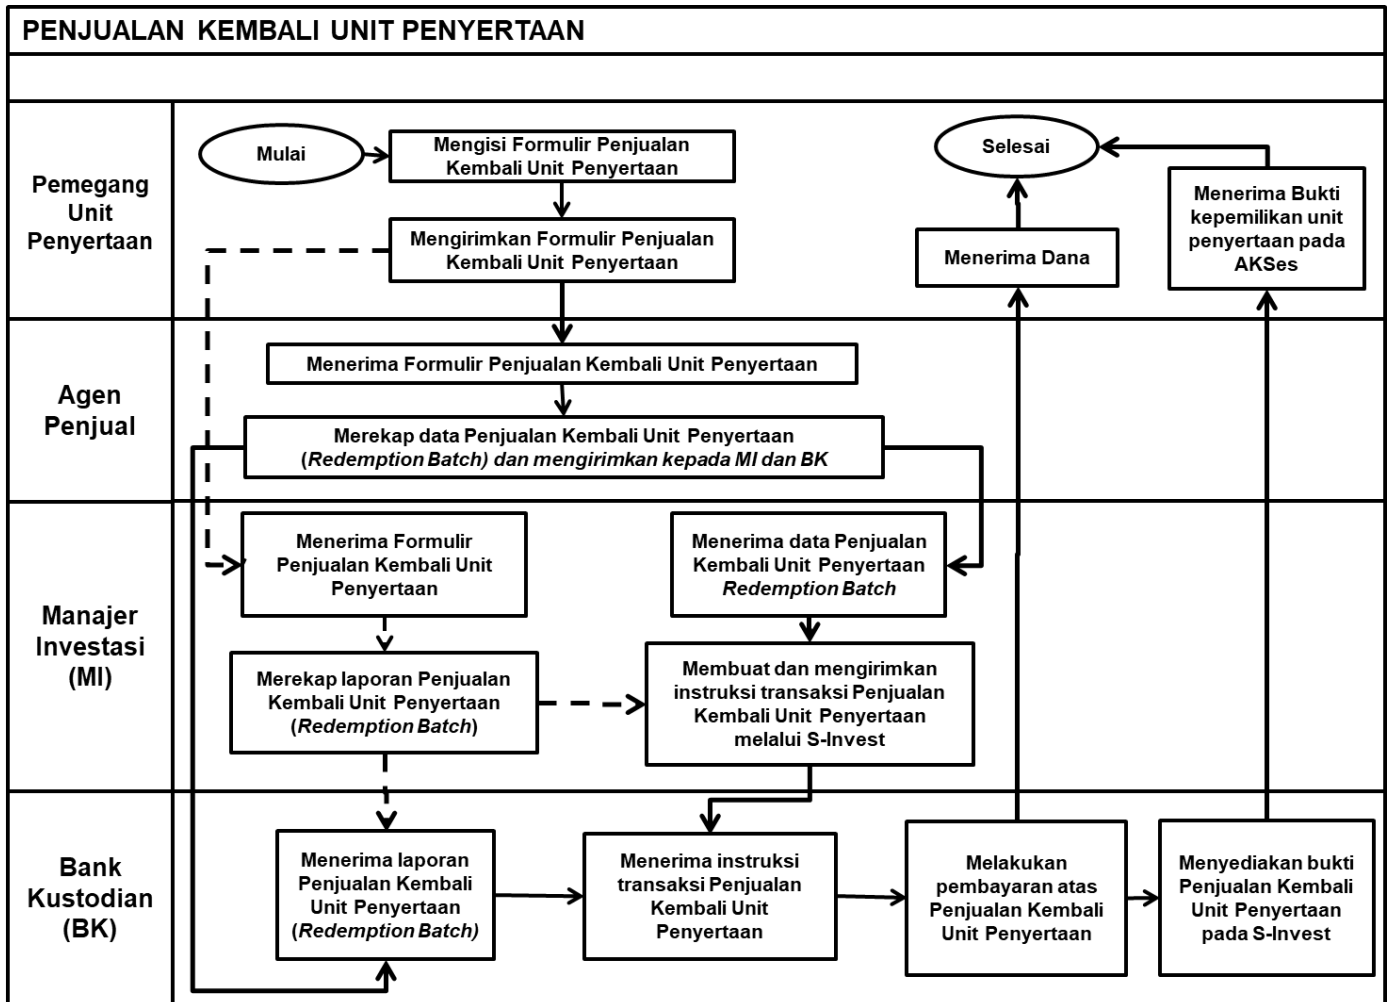 PENJUALAN KEMBALI UNIT PENYERTAAN
Pemegang
Unit
Penyertaan
Mulai
Mengisi Formulir Penjualan
Kembali Unit Penyertaan
Mengirimkan Formulir Penjualan
Kembali Unit Penyertaan
Selesai
Menerima Dana
Menerima Bukti
kepemilikan unit
penyertaan pada
AKSes
Agen
Penjual
Menerima Formulir Penjualan Kembali Unit Penyertaan
Merekap data Penjualan Kembali Unit Penyertaan
(Redemption Batch) dan mengirimkan kepada MI dan BK
Manajer
Investasi
(MI)
Menerima Formulir
Penjualan Kembali Unit
Penyertaan
Menerima data Penjualan
Kembali Unit Penyertaan
Redemption Batch
Merekap laporan Penjualan
Kembali Unit Penyertaan
(Redemption Batch)
Membuat dan mengirimkan
instruksi transaksi Penjualan
Kembali Unit Penyertaan
melalui S-Invest
Bank
Kustodian
(BK)
Menerima laporan
Penjualan Kembali
Unit Penyertaan
(Redemption Batch)
Menerima instruksi
transaksi Penjualan
Kembali Unit
Penyertaan
Melakukan
pembayaran atas
Penjualan Kembali
Unit Penyertaan
Menyediakan bukti
Penjualan Kembali
Unit Penyertaan
pada S-Invest